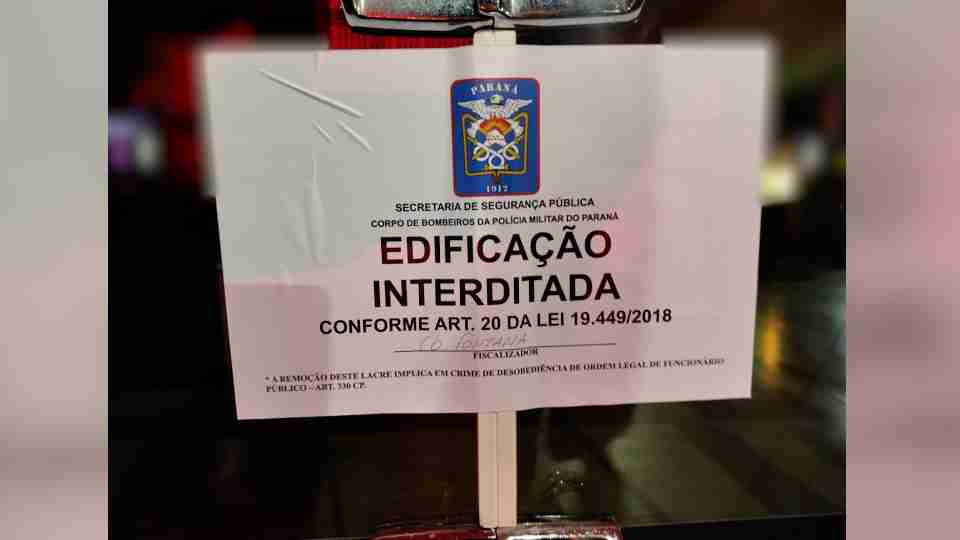 PARANÁ
1912
SECRETARIA DE SEGURANÇA PÚBLICA
CORPO DE BOMBEIROS DA POLÍCIA MILITAR DO PARANÁ
EDIFICAÇÃO
INTERDITADA
CONFORME ART. 20 DA LEI 19.449/2018
Cb FONTANA
FISCALIZADOR
* A REMOÇÃO DESTE LACRE IMPLICA EM CRIME DE DESOBEDIÊNCIA DE ORDEM LEGAL DE FUNCIONÁRIO
PÚBLICO – ART. 330 CP.